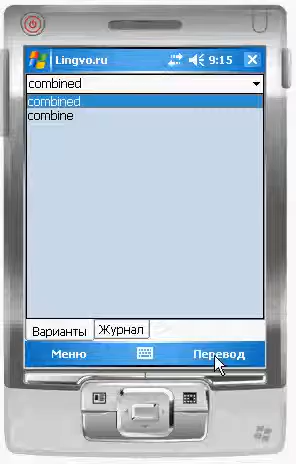 Lingvo.ru 9:15
combined
combined
combine
Варианты Журнал
Меню Перевод